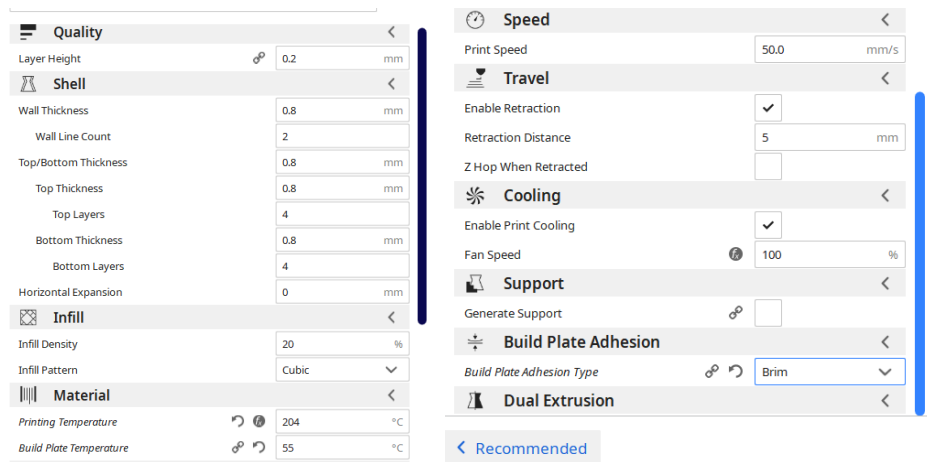 Quality
Layer Height 0.2 mm
Shell
Wall Thickness 0.8 mm
Wall Line Count 2
Top/Bottom Thickness 0.8 mm
Top Thickness 0.8 mm
Top Layers 4
Bottom Thickness 0.8 mm
Bottom Layers 4
Horizontal Expansion 0 mm
Infill
Infill Density 20 %
Infill Pattern Cubic
Material
Printing Temperature 204 °C
Build Plate Temperature 55 °C
Speed
Print Speed 50.0 mm/s
Travel
Enable Retraction
Retraction Distance 5 mm
Z Hop When Retracted
Cooling
Enable Print Cooling
Fan Speed 100 %
Support
Generate Support
Build Plate Adhesion
Build Plate Adhesion Type Brim
Dual Extrusion
Recommended